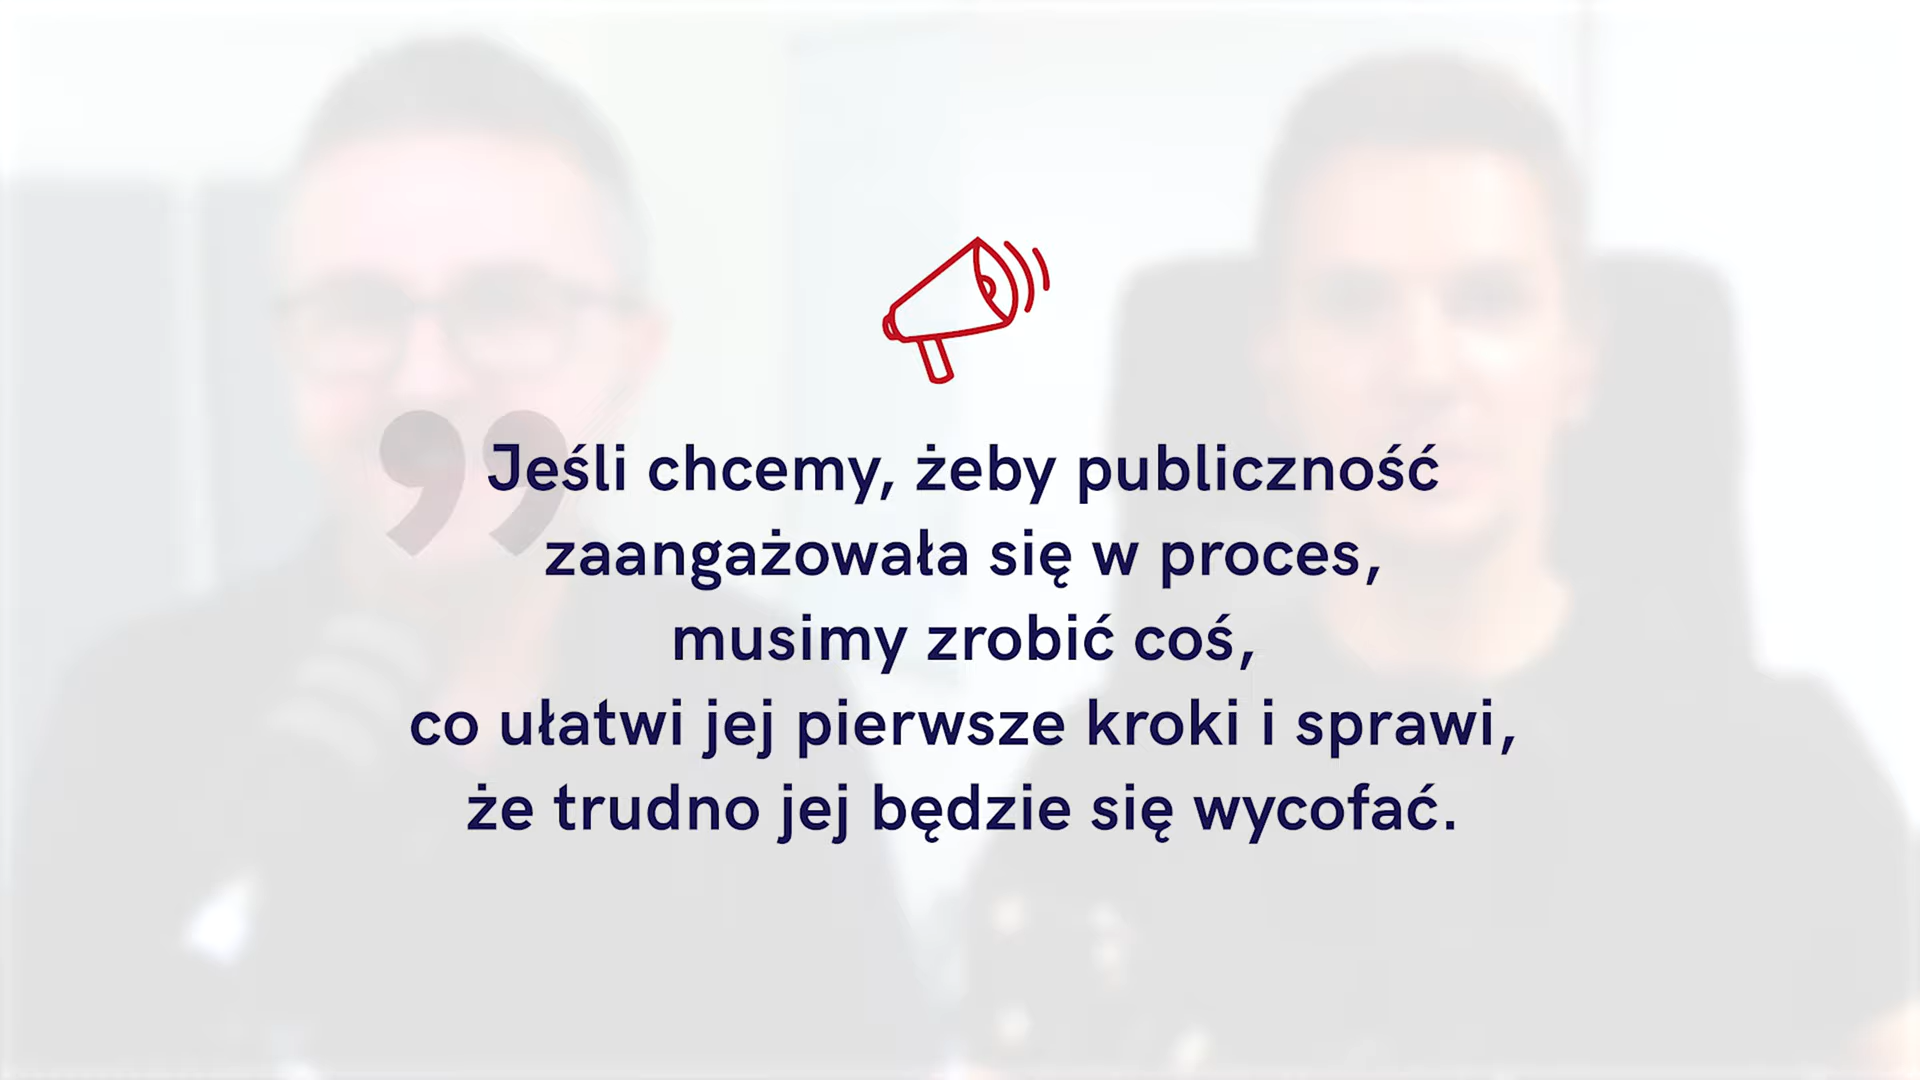 Jeśli chcemy, żeby publiczność
zaangażowała się w proces,
musimy zrobić coś,
co ułatwi jej pierwsze kroki i sprawi,
że trudno jej będzie się wycofać.